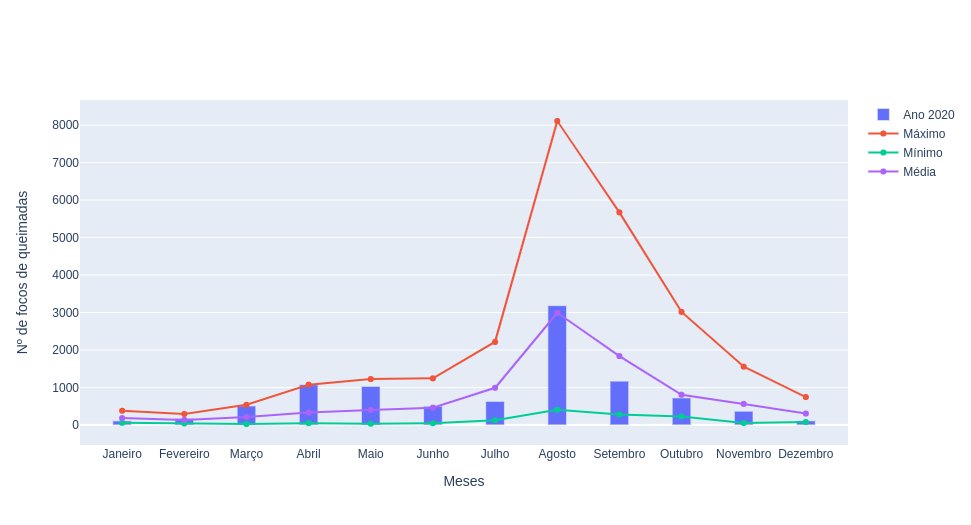 Nº de focos de queimadas
8000
7000
6000
5000
4000
3000
2000
1000
0
Janeiro Fevereiro Março Abril Maio Junho Julho Agosto Setembro Outubro Novembro Dezembro
Meses
Ano 2020
Máximo
Mínimo
Média